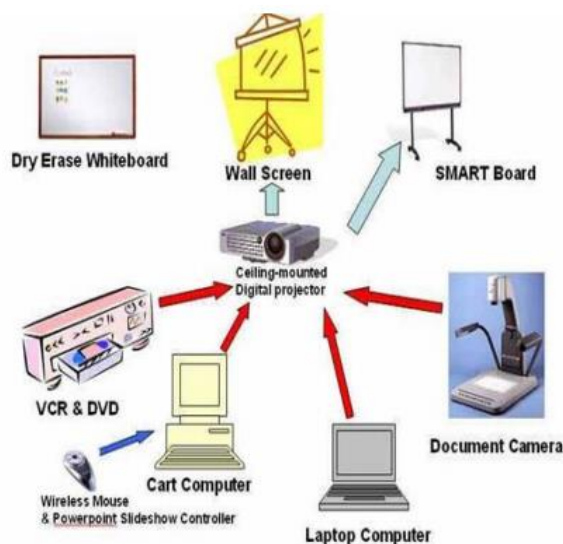 Dry Erase Whiteboard
Wall Screen
SMART Board
Ceiling-mounted
Digital projector
VCR & DVD
Document Camera
Cart Computer
Wireless Mouse
& Powerpoint Slideshow Controller
Laptop Computer